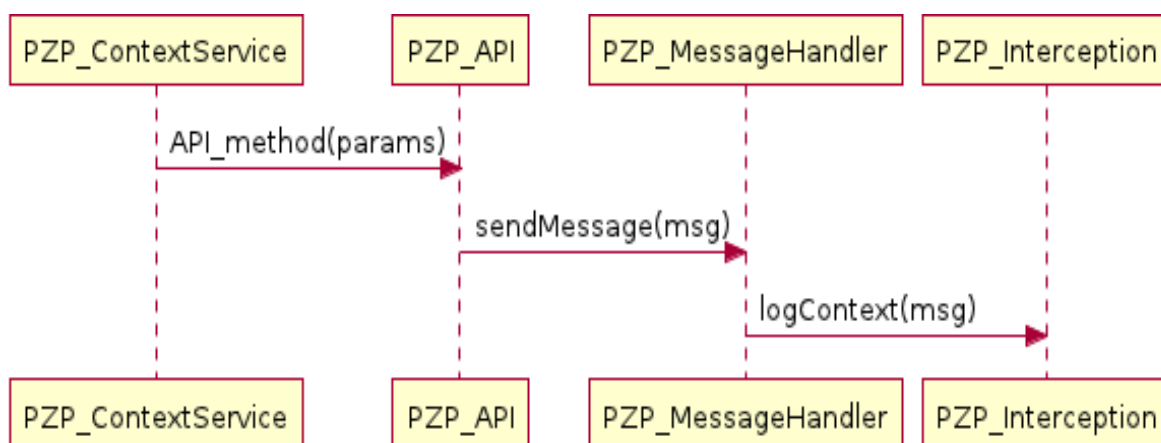 PZP_ContextService
PZP_API
PZP_MessageHandler
PZP_Interception
API_method(params)
sendMessage(msg)
logContext(msg)
PZP_ContextService
PZP_API
PZP_MessageHandler
PZP_Interception